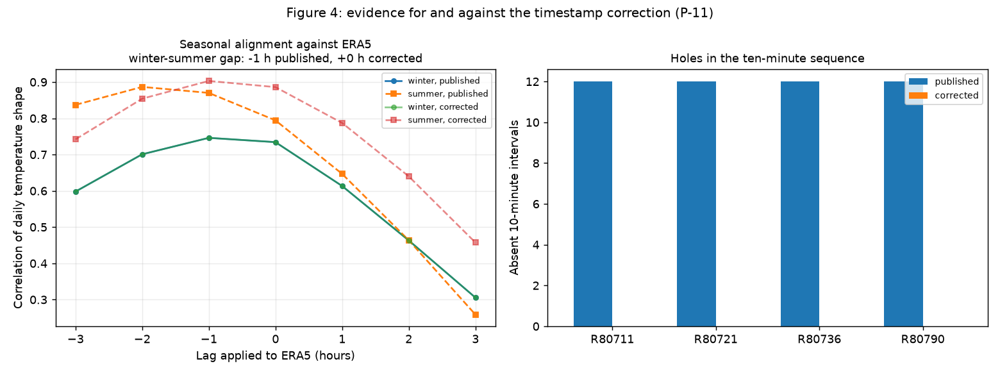 Figure 4: evidence for and against the timestamp correction (P-11)
Seasonal alignment against ERA5
winter-summer gap: -1 h published, +0 h corrected
Correlation of daily temperature shape
0.9
0.8
0.7
0.6
0.5
0.4
0.3
winter, published
summer, published
winter, corrected
summer, corrected
−3 −2 −1 0 1 2 3
Lag applied to ERA5 (hours)
Holes in the ten-minute sequence
Absent 10-minute intervals
12
10
8
6
4
2
0
published
corrected
R80711 R80721 R80736 R80790